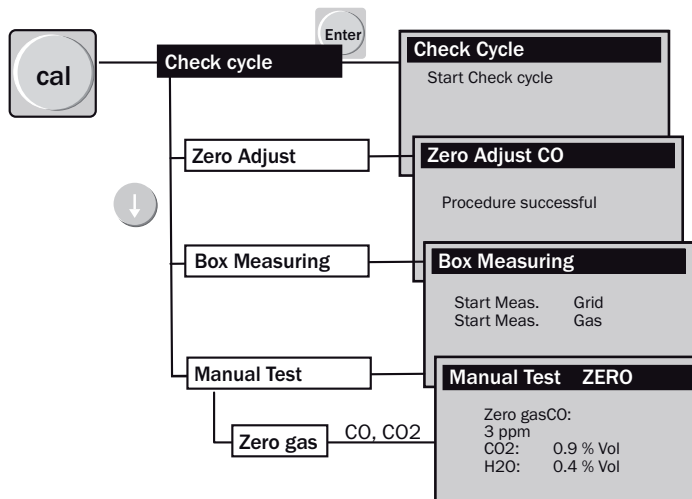 cal
Check cycle
Enter
Check Cycle
Start Check cycle
Zero Adjust
Zero Adjust CO
Procedure successful
Box Measuring
Box Measuring
Start Meas. Grid
Start Meas. Gas
Manual Test
Manual Test ZERO
Zero gas
CO, CO2
Zero gasCO:
3 ppm
CO2: 0.9 % Vol
H2O: 0.4 % Vol